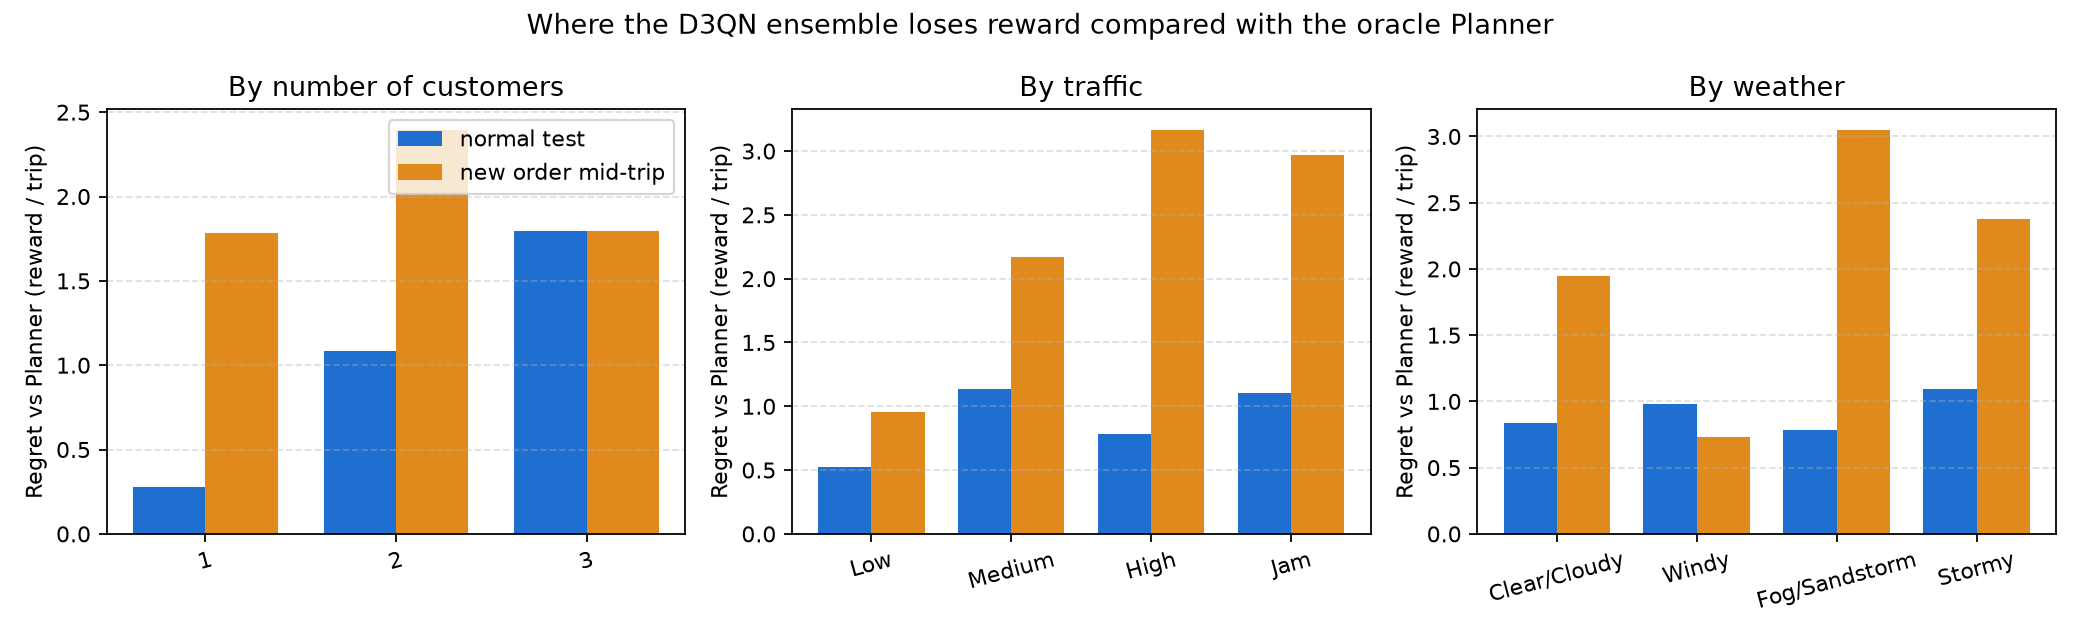 Where the D3QN ensemble loses reward compared with the oracle Planner
By number of customers
Regret vs Planner (reward / trip)
2.5
2.0
1.5
1.0
0.5
0.0
normal test
new order mid-trip
1 2 3
By traffic
Regret vs Planner (reward / trip)
3.0
2.5
2.0
1.5
1.0
0.5
0.0
Low Medium High Jam
By weather
Regret vs Planner (reward / trip)
3.0
2.5
2.0
1.5
1.0
0.5
0.0
Clear/Cloudy Windy Fog/Sandstorm Stormy